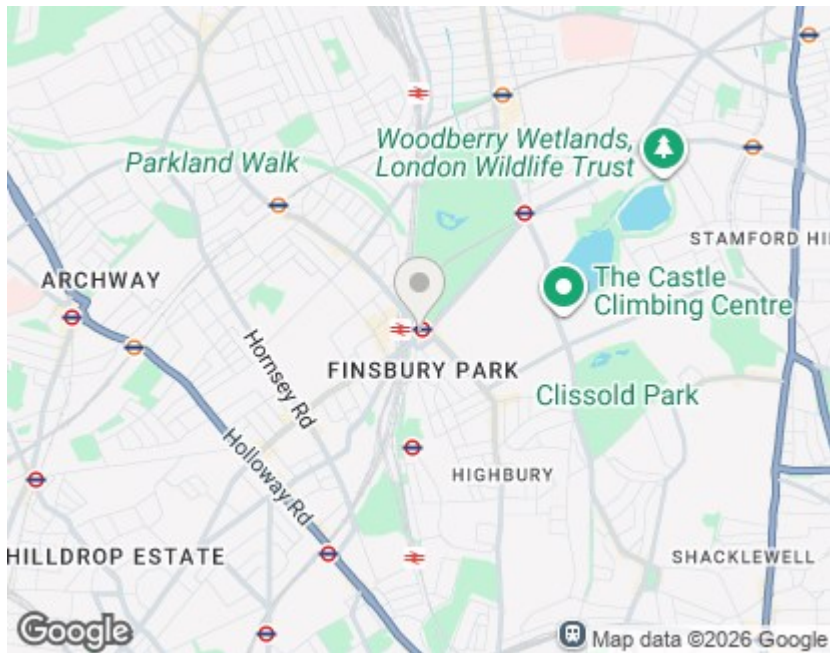 Woodberry Wetlands,
London Wildlife Trust
Parkland Walk
STAMFORD HI
ARCHWAY
The Castle
Climbing Centre
Hornsey Rd
FINSBURY PARK
Clissold Park
Holloway Rd
HIGHBURY
HILLDROP ESTATE
SHACKLEWELL
Google
Map data ©2026 Google